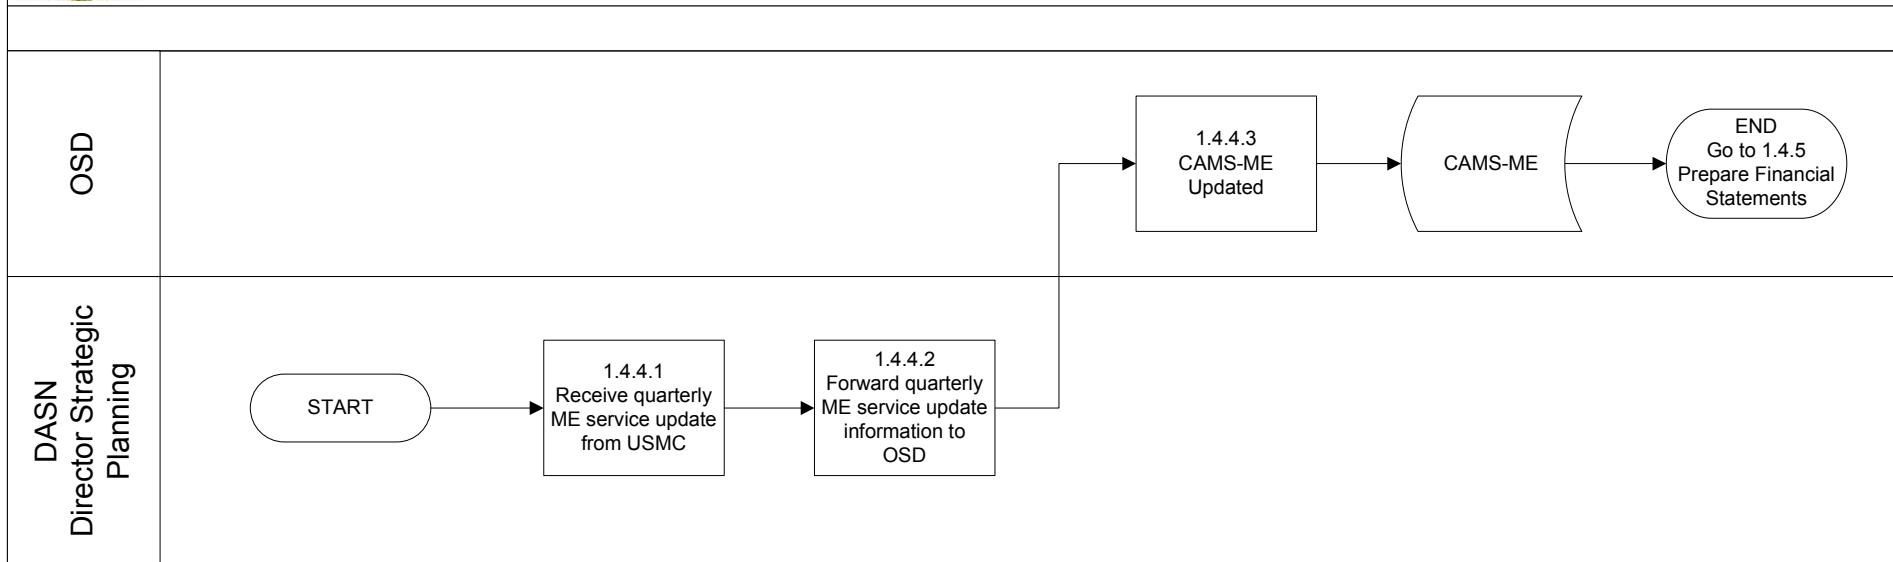 OSD
1.4.4.3
CAMS-ME
Updated
CAMS-ME
END
Go to 1.4.5
Prepare Financial
Statements
DASN
Director Strategic
Planning
START
1.4.4.1
Receive quarterly
ME service update
from USMC
1.4.4.2
Forward quarterly
ME service update
information to
OSD